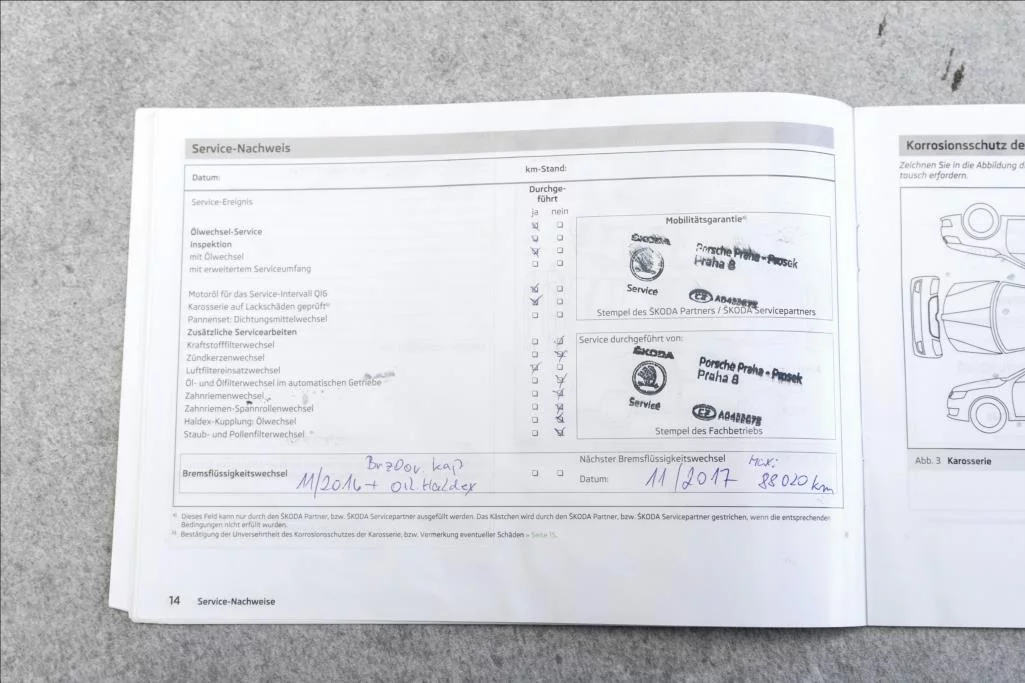 Service-Nachweis
Datum:
km-Stand:
Service-Ereignis
Durchge-
führt
ja nein
Ölwechsel-Service
Inspektion
mit Ölwechsel
mit erweitertem Serviceumfang
Motoröl für das Service-Intervall QI6
Karosserie auf Lackschäden geprüft
Pannenset: Dichtungsmittelwechsel
Zusätzliche Servicearbeiten
Kraftstofffilterwechsel
Zündkerzenwechsel
Luftfiltereinsatzwechsel
Öl- und Ölfilterwechsel im automatischen Getriebe
Zahnriemenwechsel
Zahnriemen-Spannrollenwechsel
Haldex-Kupplung: Ölwechsel
Staub- und Pollenfilterwechsel
Mobilitätsgarantie a)
ŠKODA
Service
Porsche Praha - Prosek
Praha 8
CZ
Stempel des ŠKODA Partners / ŠKODA Servicepartners
Service durchgeführt von:
ŠKODA
Service
Porsche Praha - Prosek
Praha 8
CZ
Stempel des Fachbetriebs
Bremsflüssigkeitswechsel
BrzDov. kap
11/2016 + Oil. Haldex
Nächster Bremsflüssigkeitswechsel
Datum: 11/2017
Max:
88020 km
a) Dieses Feld kann nur durch den ŠKODA Partner, bzw. ŠKODA Servicepartner ausgefüllt werden. Das Kästchen wird durch den ŠKODA Partner, bzw. ŠKODA Servicepartner gestrichen, wenn die entsprechenden
Bedingungen nicht erfüllt wurden.
Bestätigung der Unversehrtheit des Korrosionsschutzes der Karosserie, bzw. Vermerkung eventueller Schäden » Seite 15.
14 Service-Nachweise
Korrosionsschutz de
Zeichnen Sie in die Abbildung d
tausch erfordern.
Abb. 3 Karosserie